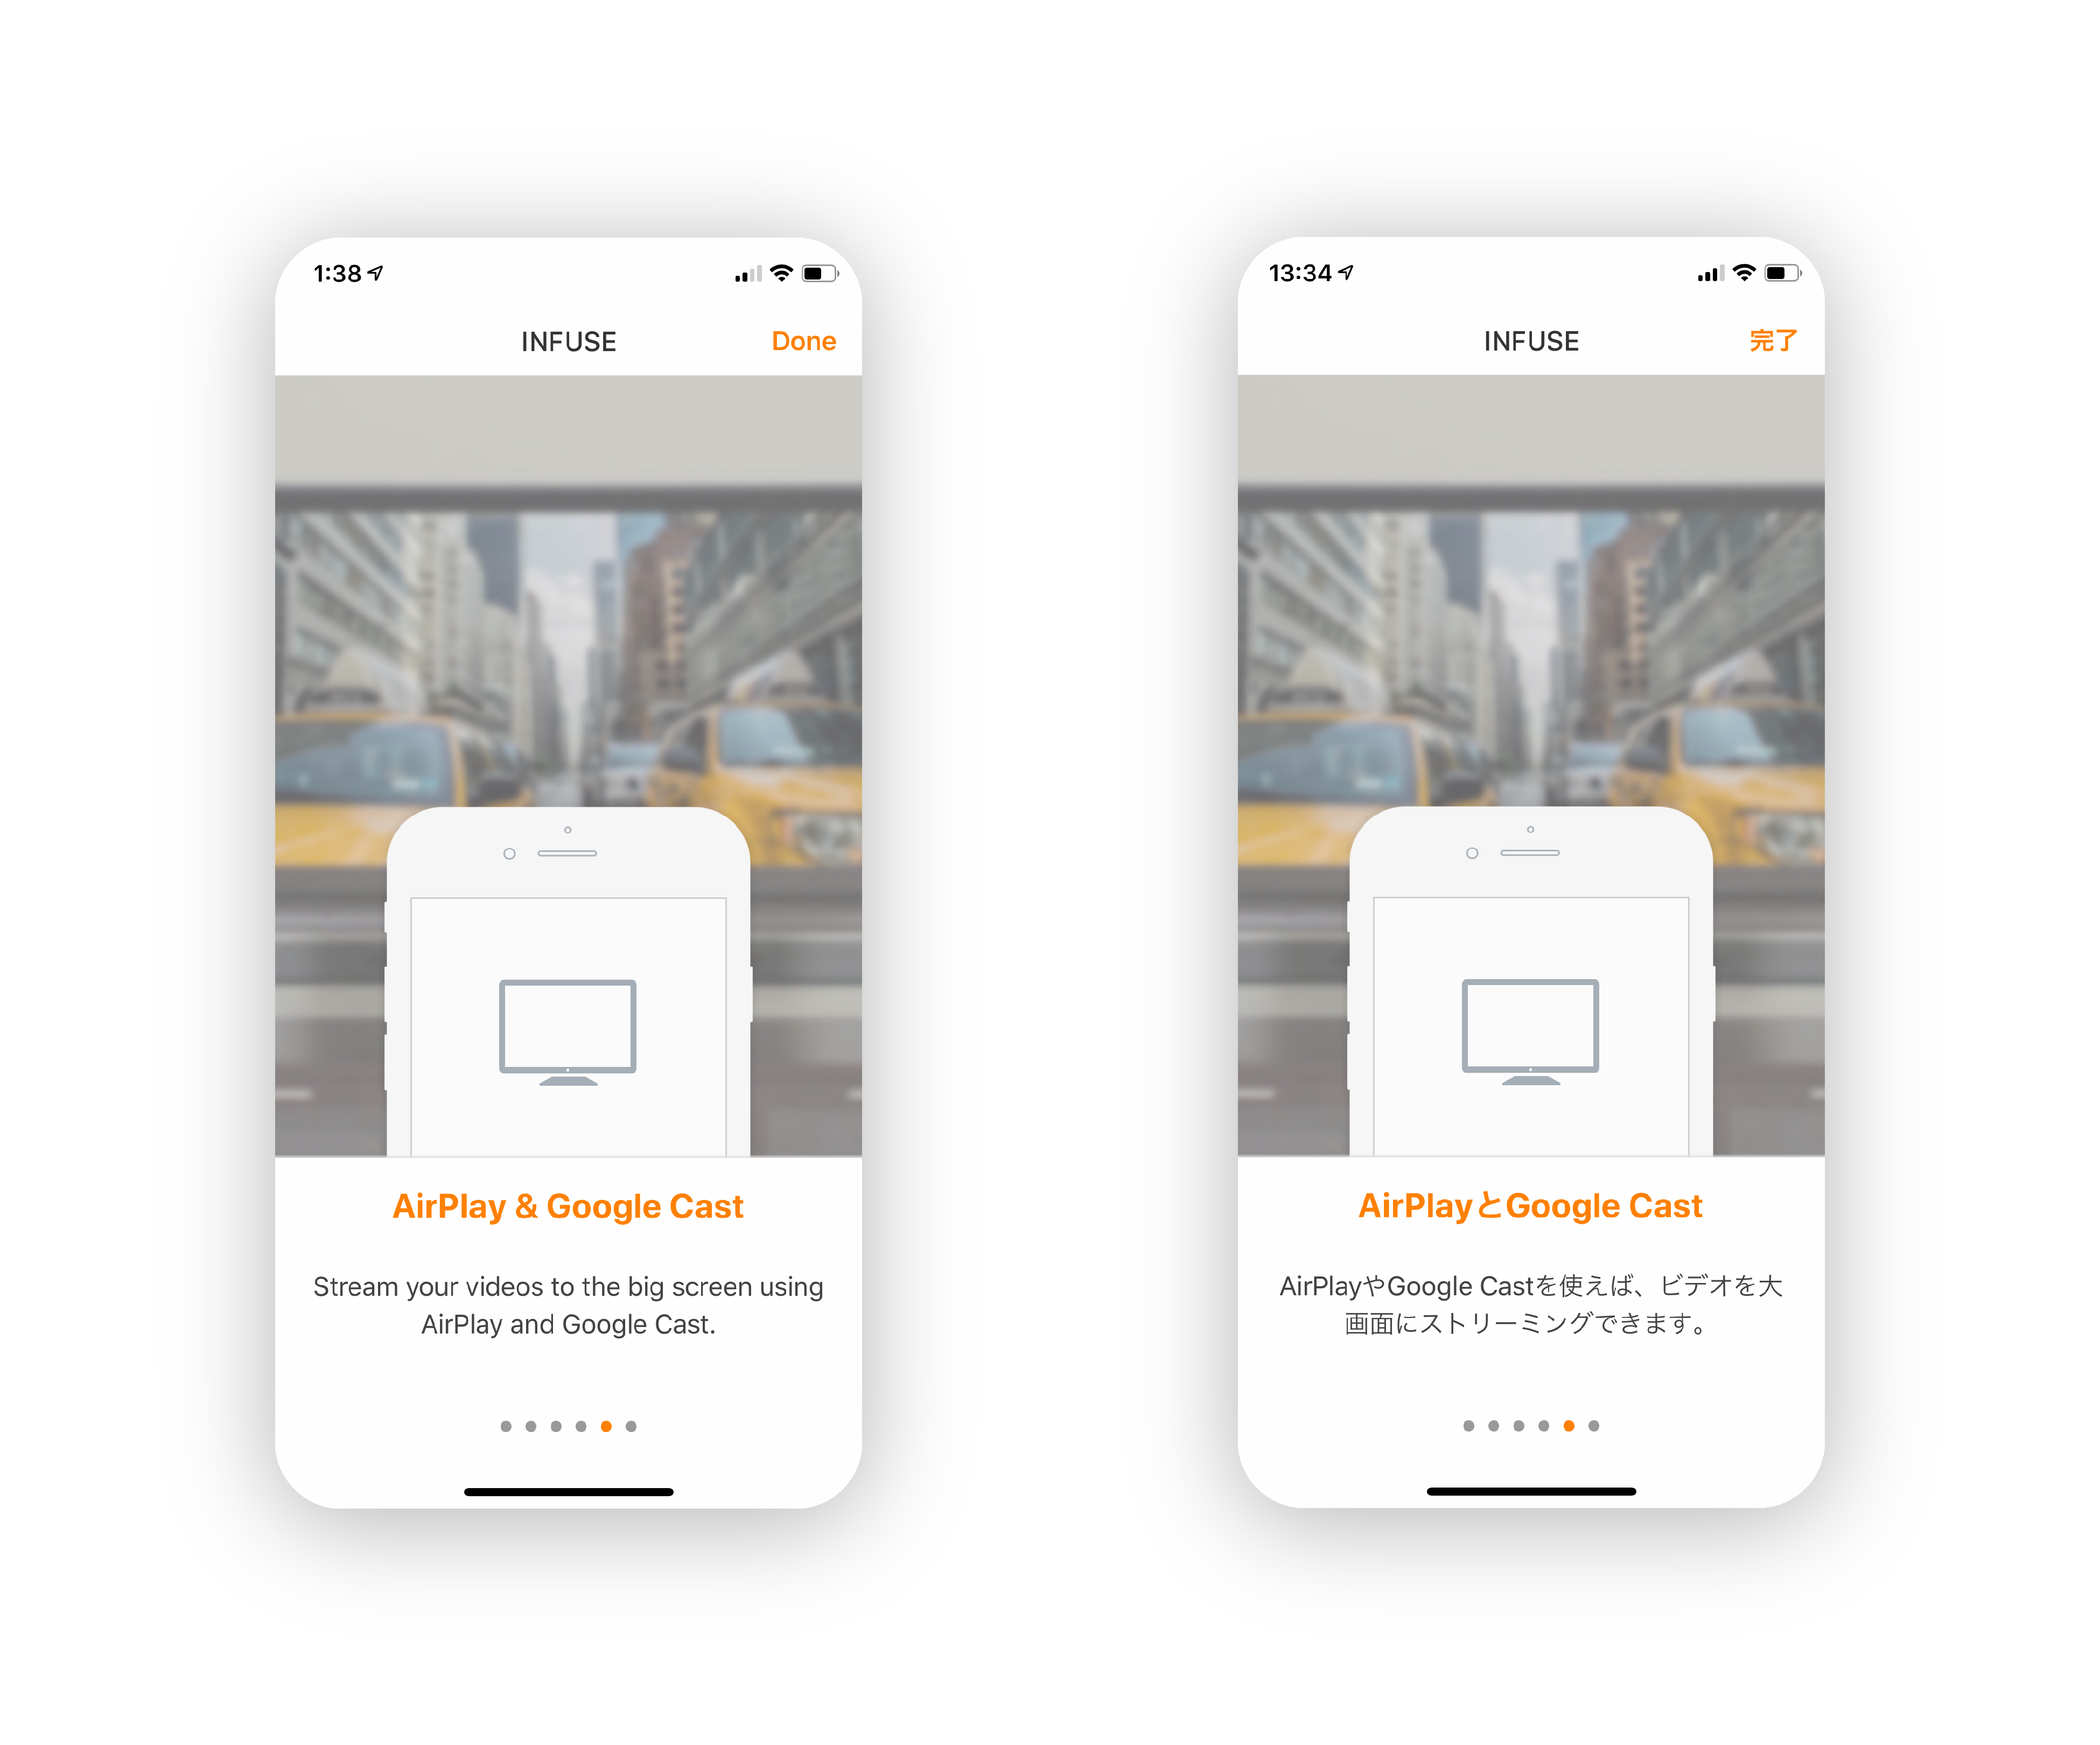 1:38
INFUSE
Done
AirPlay & Google Cast
Stream your videos to the big screen using
AirPlay and Google Cast.
13:34
INFUSE
完了
AirPlayとGoogle Cast
AirPlayやGoogle Castを使えば、ビデオを大
画面にストリーミングできます。